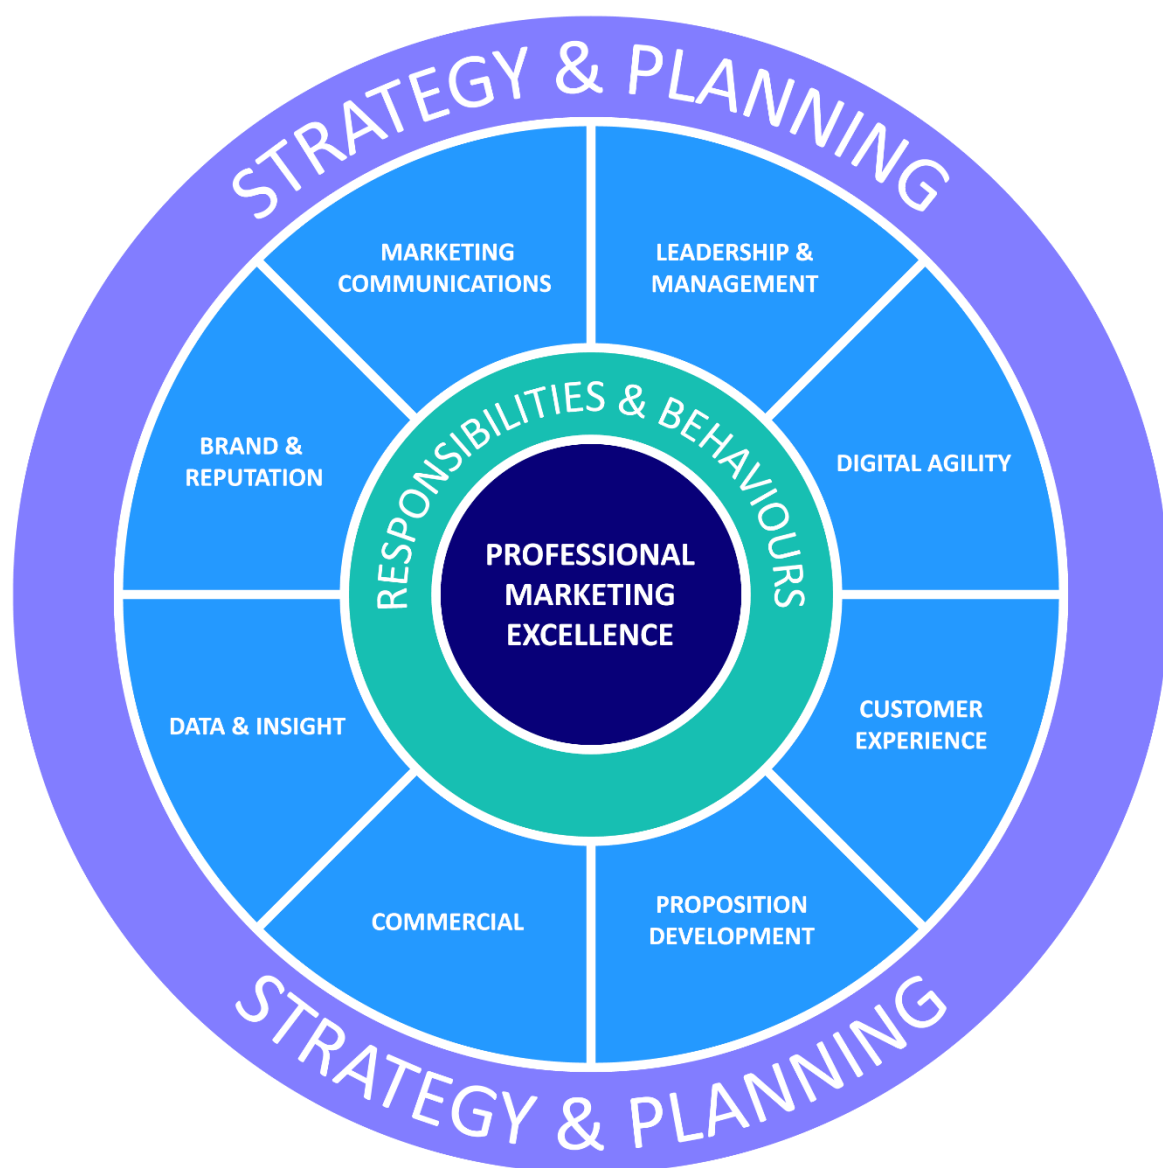 STRATEGY & PLANNING
MARKETING
COMMUNICATIONS
LEADERSHIP &
MANAGEMENT
BRAND &
REPUTATION
DIGITAL AGILITY
RESPONSIBILITIES & BEHAVIOURS
PROFESSIONAL
MARKETING
EXCELLENCE
DATA & INSIGHT
CUSTOMER
EXPERIENCE
COMMERCIAL
PROPOSITION
DEVELOPMENT
STRATEGY & PLANNING